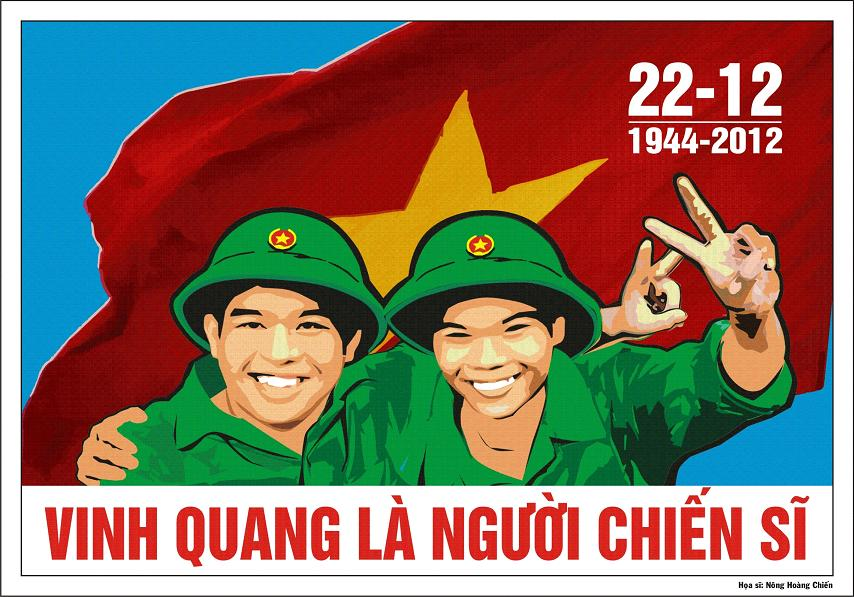 22-12
1944-2012
VINH QUANG LÀ NGƯỜI CHIẾN SĨ
Họa sĩ: Nông Hoàng Chiến